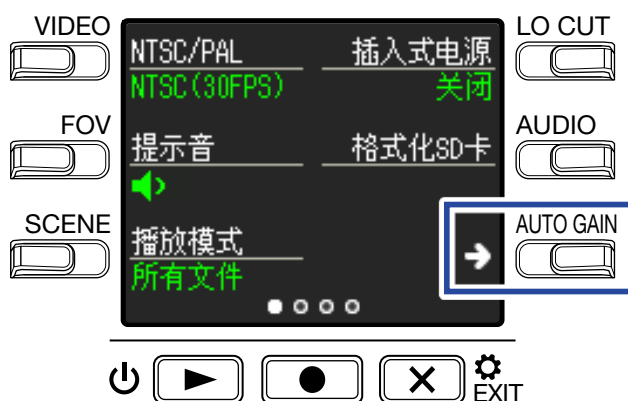 VIDEO
LO CUT
NTSC/PAL
插入式电源
NTSC(30FPS)
关闭
FOV
AUDIO
提示音
格式化SD卡
SCENE
AUTO GAIN
播放模式
所有文件
EXIT